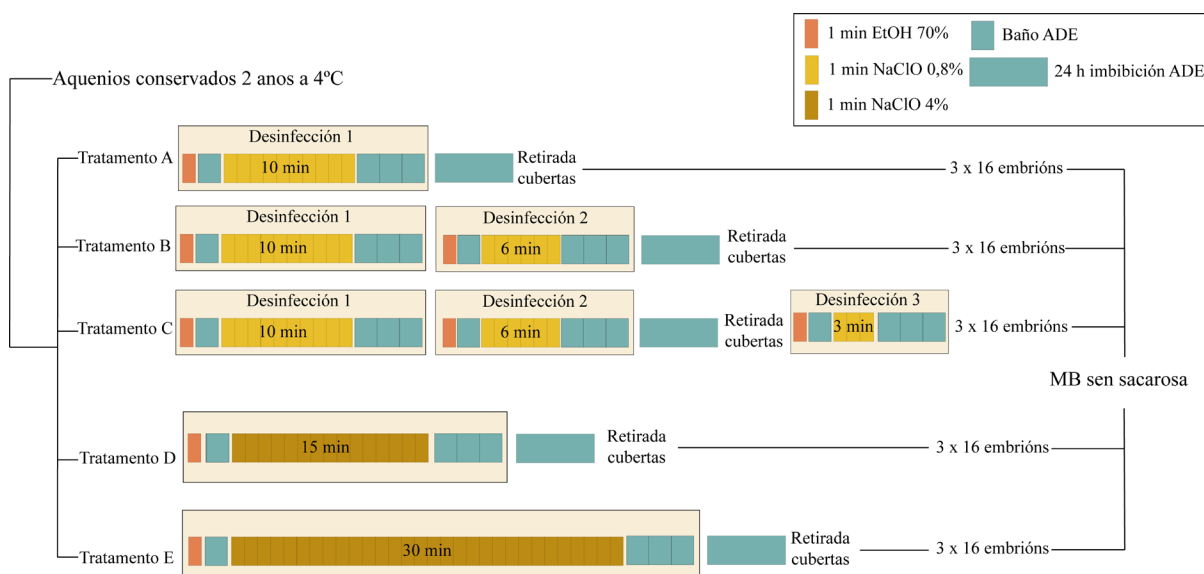 1 min EtOH 70%
Baño ADE
1 min NaClO 0,8%
24 h imbibición ADE
1 min NaClO 4%
Aquenios conservados 2 anos a 4ºC
Tratamento A
Desinfección 1
10 min
Retirada
cubertas
3 x 16 embrións
Tratamento B
Desinfección 1
10 min
Desinfección 2
6 min
Retirada
cubertas
3 x 16 embrións
Tratamento C
Desinfección 1
10 min
Desinfección 2
6 min
Retirada
cubertas
Desinfección 3
3 min
3 x 16 embrións
MB sen sacarosa
Tratamento D
15 min
Retirada
cubertas
3 x 16 embrións
Tratamento E
30 min
Retirada
cubertas
3 x 16 embrións